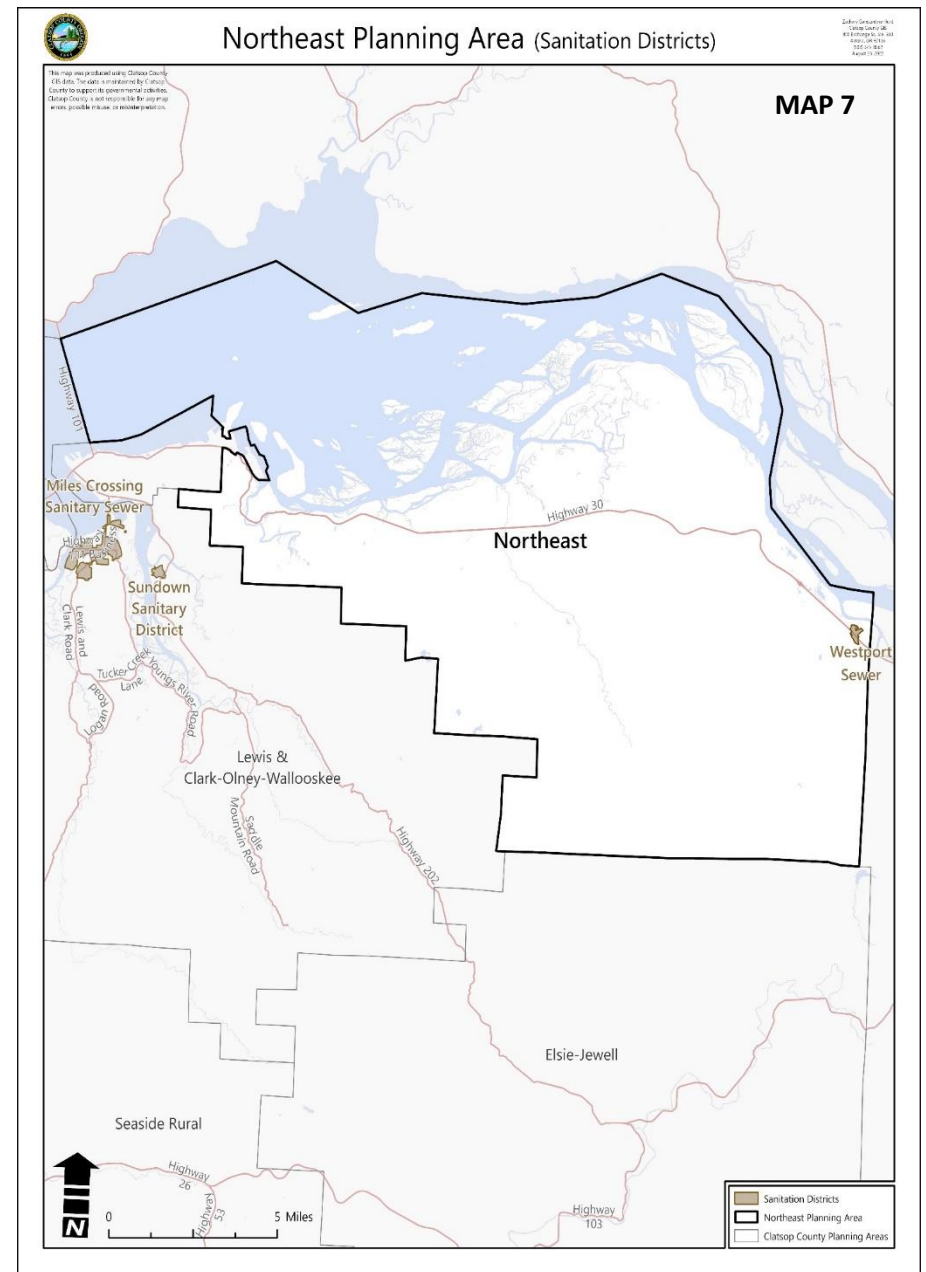 Northeast Planning Area (Sanitation Districts)
This map was produced using Clatsop County
GIS data. The data is maintained by Clatsop
County to support its governmental activities.
Clatsop County is not responsible for any map
errors, possible misuse, or misinterpretation.
MAP 7
Highway 101
Miles Crossing
Sanitary Sewer
Highway
Business
Sundown
Sanitary
District
Highway 30
Northeast
Westport
Sewer
Lewis and
Clark Road
Tucker Creek
Lane
Youngs River
Road
Logan Road
Lewis &
Clark-Olney-Wallooskee
Saddle
Mountain Road
Highway 202
Elsie-Jewell
Seaside Rural
Highway
26
Highway
53
Highway
103
N
0
5 Miles
Sanitation Districts
Northeast Planning Area
Clatsop County Planning Areas